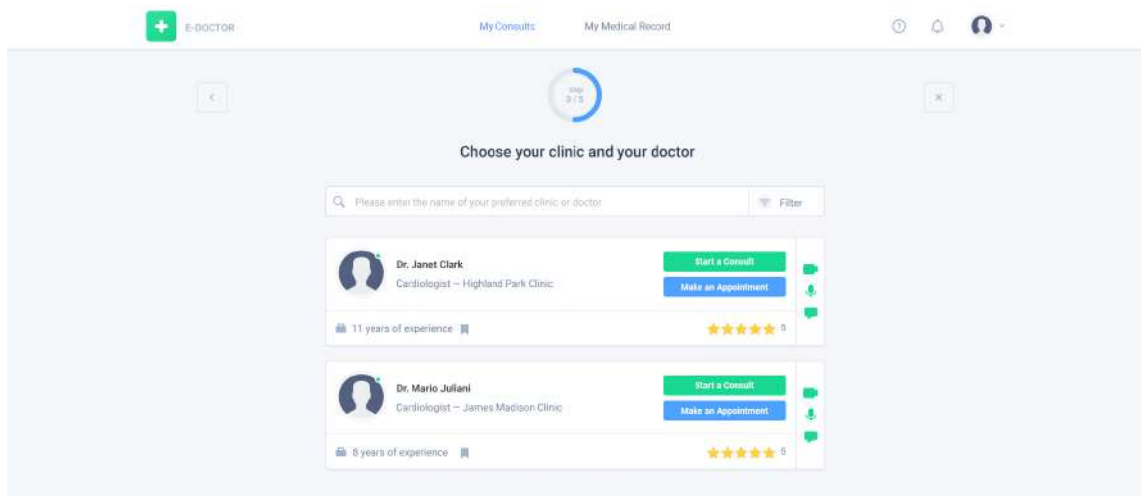 E-DOCTOR
My Consults
My Medical Record
step
3 / 5
Choose your clinic and your doctor
Please enter the name of your preferred clinic or doctor
Filter
Dr. Janet Clark
Cardiologist – Highland Park Clinic
Start a Consult
Make an Appointment
11 years of experience
5
Dr. Mario Juliani
Cardiologist – James Madison Clinic
Start a Consult
Make an Appointment
8 years of experience
5